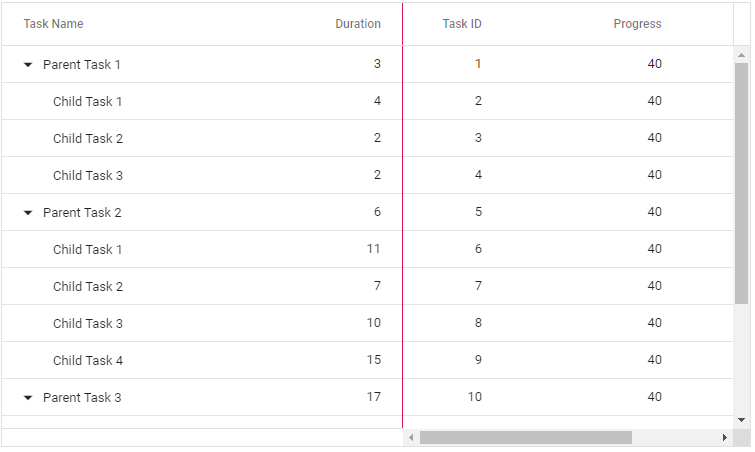 Task Name Duration Task ID Progress
Parent Task 1 3 1 40
Child Task 1 4 2 40
Child Task 2 2 3 40
Child Task 3 2 4 40
Parent Task 2 6 5 40
Child Task 1 11 6 40
Child Task 2 7 7 40
Child Task 3 10 8 40
Child Task 4 15 9 40
Parent Task 3 17 10 40